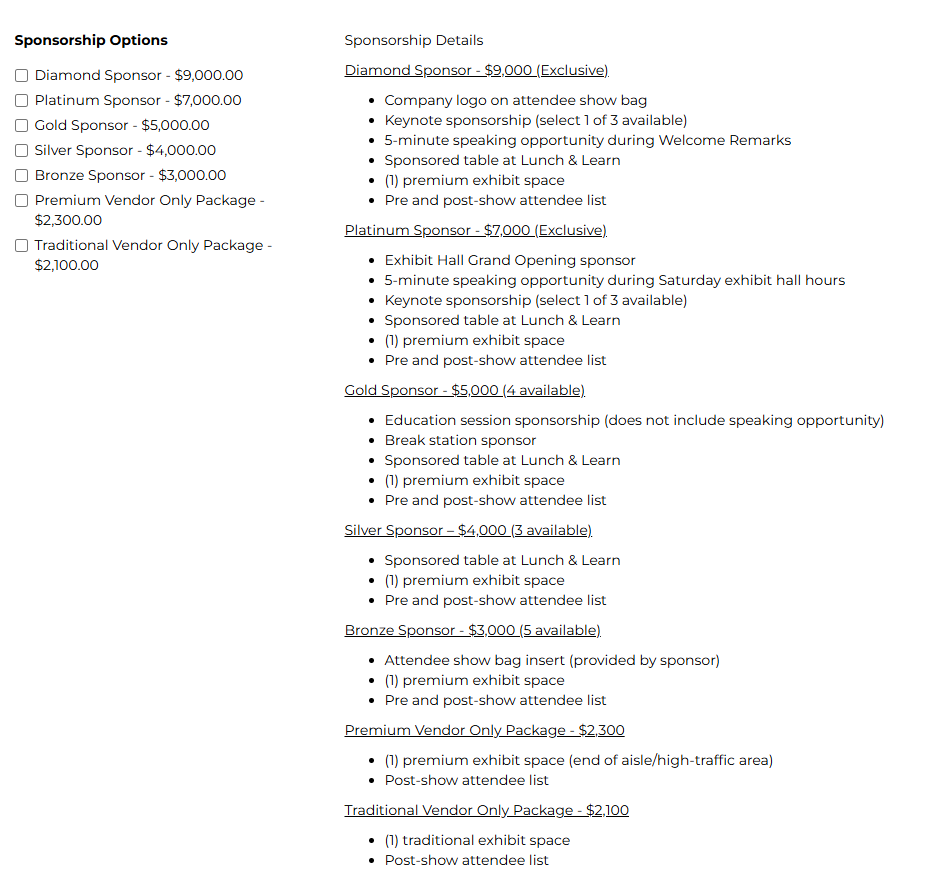 Sponsorship Options
Diamond Sponsor - $9,000.00
Platinum Sponsor - $7,000.00
Gold Sponsor - $5,000.00
Silver Sponsor - $4,000.00
Bronze Sponsor - $3,000.00
Premium Vendor Only Package -
$2,300.00
Traditional Vendor Only Package -
$2,100.00
Sponsorship Details
Diamond Sponsor - $9,000 (Exclusive)
• Company logo on attendee show bag
• Keynote sponsorship (select 1 of 3 available)
• 5-minute speaking opportunity during Welcome Remarks
• Sponsored table at Lunch & Learn
• (1) premium exhibit space
• Pre and post-show attendee list
Platinum Sponsor - $7,000 (Exclusive)
• Exhibit Hall Grand Opening sponsor
• 5-minute speaking opportunity during Saturday exhibit hall hours
• Keynote sponsorship (select 1 of 3 available)
• Sponsored table at Lunch & Learn
• (1) premium exhibit space
• Pre and post-show attendee list
Gold Sponsor - $5,000 (4 available)
• Education session sponsorship (does not include speaking opportunity)
• Break station sponsor
• Sponsored table at Lunch & Learn
• (1) premium exhibit space
• Pre and post-show attendee list
Silver Sponsor – $4,000 (3 available)
• Sponsored table at Lunch & Learn
• (1) premium exhibit space
• Pre and post-show attendee list
Bronze Sponsor - $3,000 (5 available)
• Attendee show bag insert (provided by sponsor)
• (1) premium exhibit space
• Pre and post-show attendee list
Premium Vendor Only Package - $2,300
• (1) premium exhibit space (end of aisle/high-traffic area)
• Post-show attendee list
Traditional Vendor Only Package - $2,100
• (1) traditional exhibit space
• Post-show attendee list